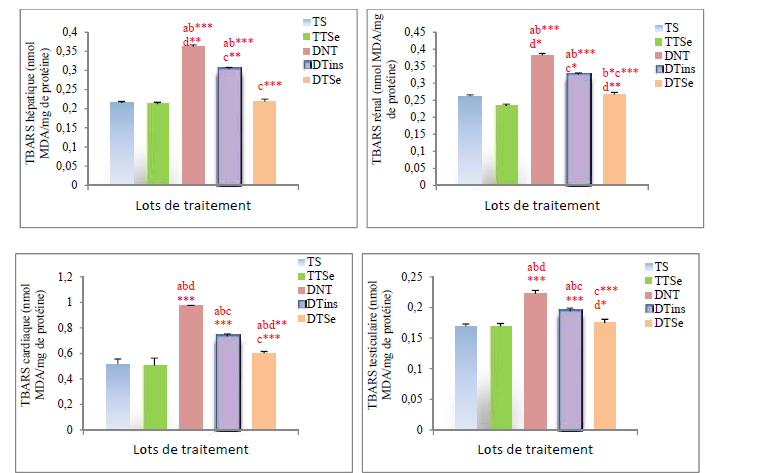 TBARS hépatique (nmol
MDA/mg de protéine)
0,4
0,35
0,3
0,25
0,2
0,15
0,1
0,05
0
ab***
d**
ab***
c**
c***
TS
TTSe
DNT
DTins
DTSe
Lots de traitement
TBARS rénal (nmol MDA/mg
de protéine)
0,45
0,4
0,35
0,3
0,25
0,2
0,15
0,1
0,05
0
ab***
d*
ab***
c*
b*c***
d**
TS
TTSe
DNT
DTins
DTSe
Lots de traitement
TBARS cardiaque (nmol
MDA/mg de protéine)
1,2
1
0,8
0,6
0,4
0,2
0
abd
***
abc
***
abd**
c***
TS
TTSe
DNT
DTins
DTSe
Lots de traitement
TBARS testiculaire (nmol
MDA/mg de protéine)
0,25
0,2
0,15
0,1
0,05
0
abd
***
abc
***
c***
d*
TS
TTSe
DNT
DTins
DTSe
Lots de traitement